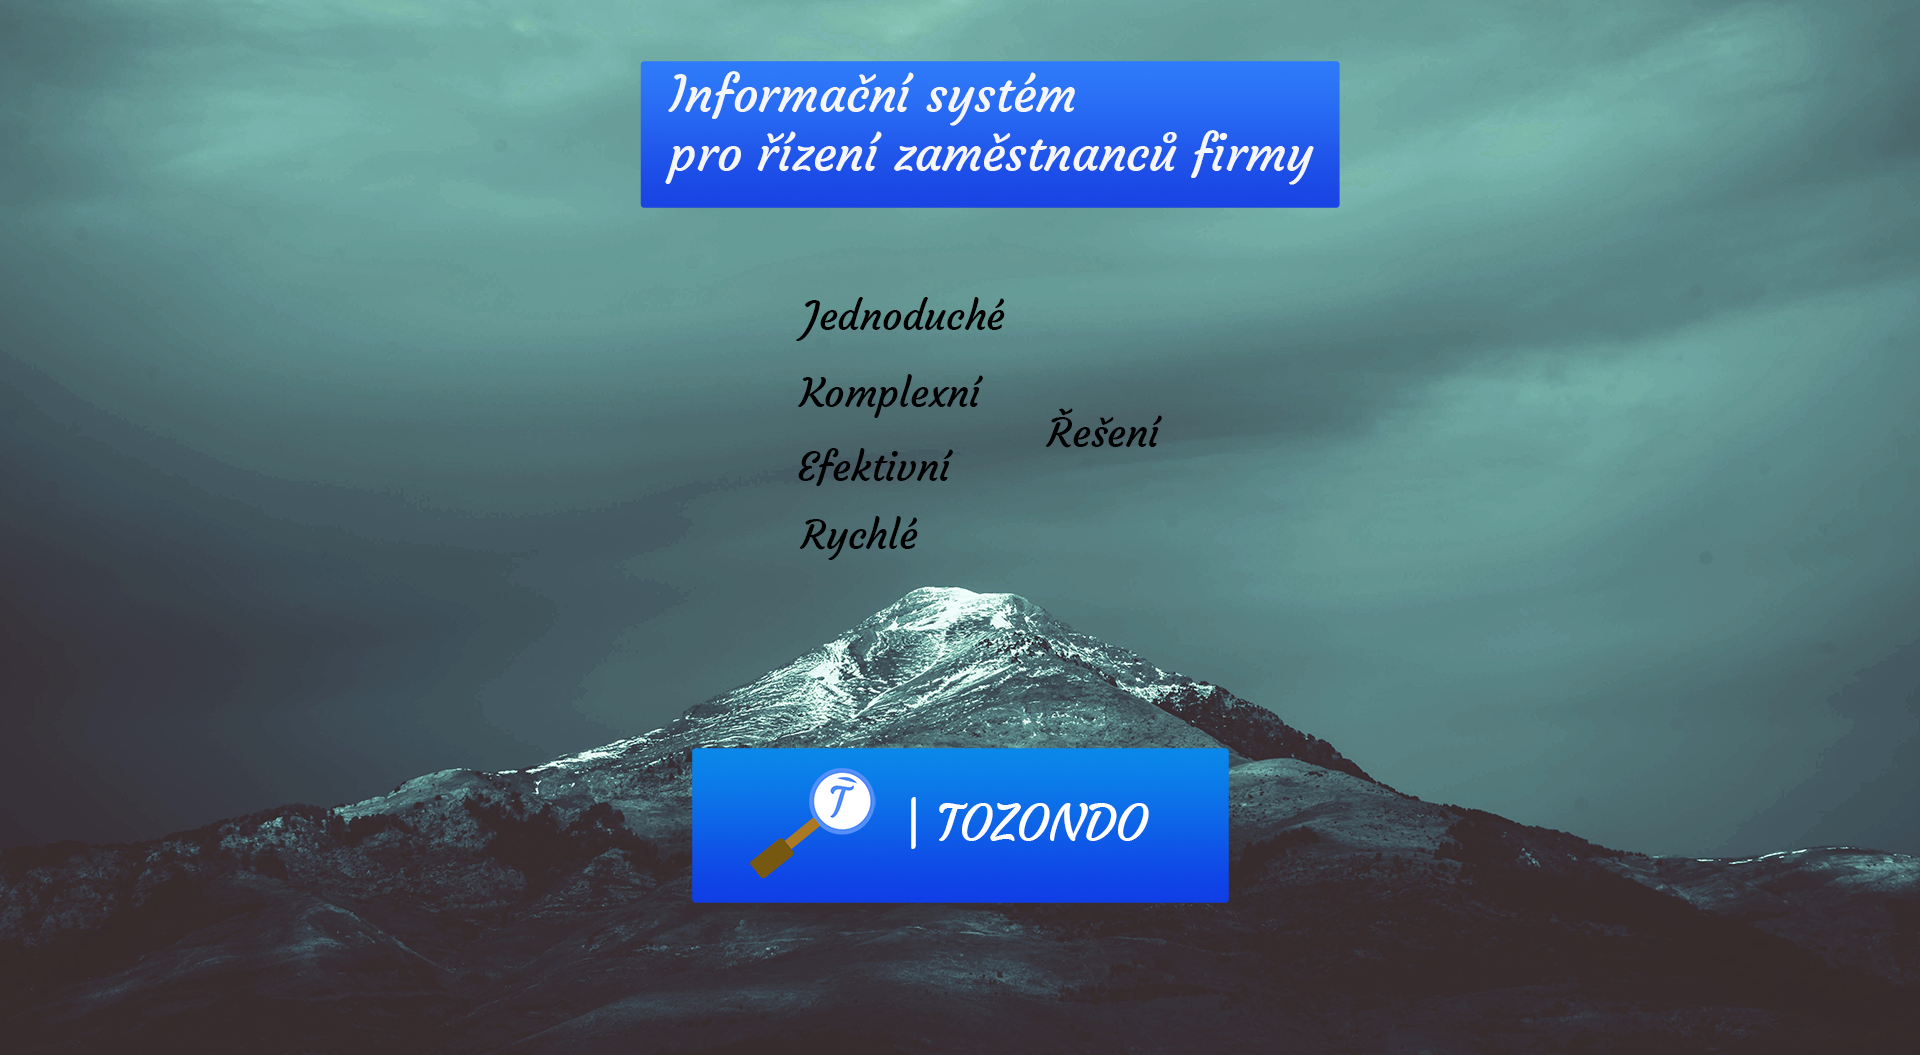 Informační systém
pro řízení zaměstnanců firmy
Jednoduché
Komplexní
Řešení
Efektivní
Rychlé
T
| TOZONDO